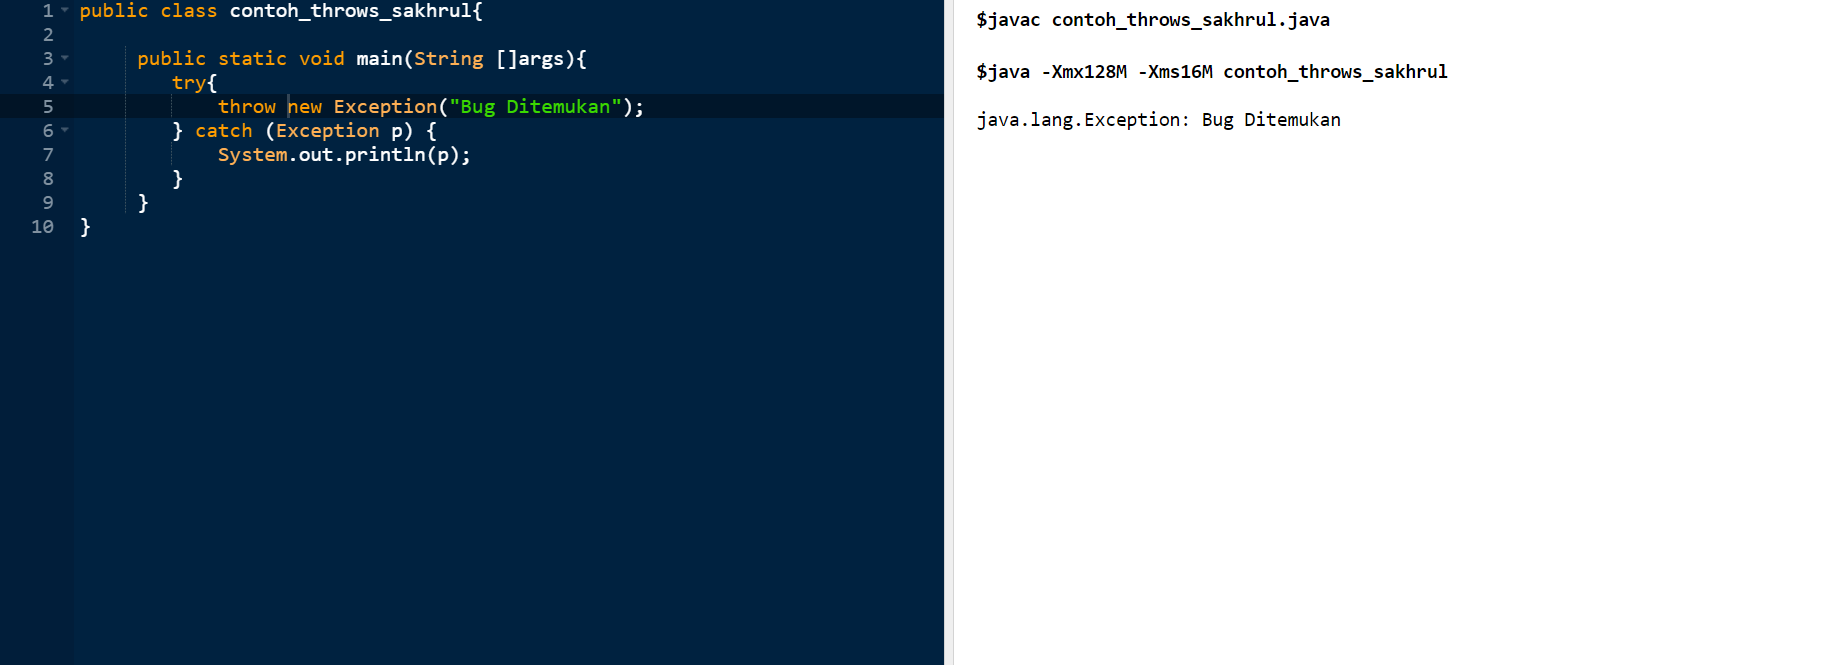 1 public class contoh_throws_sakhrul{
2
3 public static void main(String []args){
4 try{
5 throw new Exception("Bug Ditemukan");
6 } catch (Exception p) {
7 System.out.println(p);
8 }
9 }
10 }
$javac contoh_throws_sakhrul.java
$java -Xmx128M -Xms16M contoh_throws_sakhrul
java.lang.Exception: Bug Ditemukan